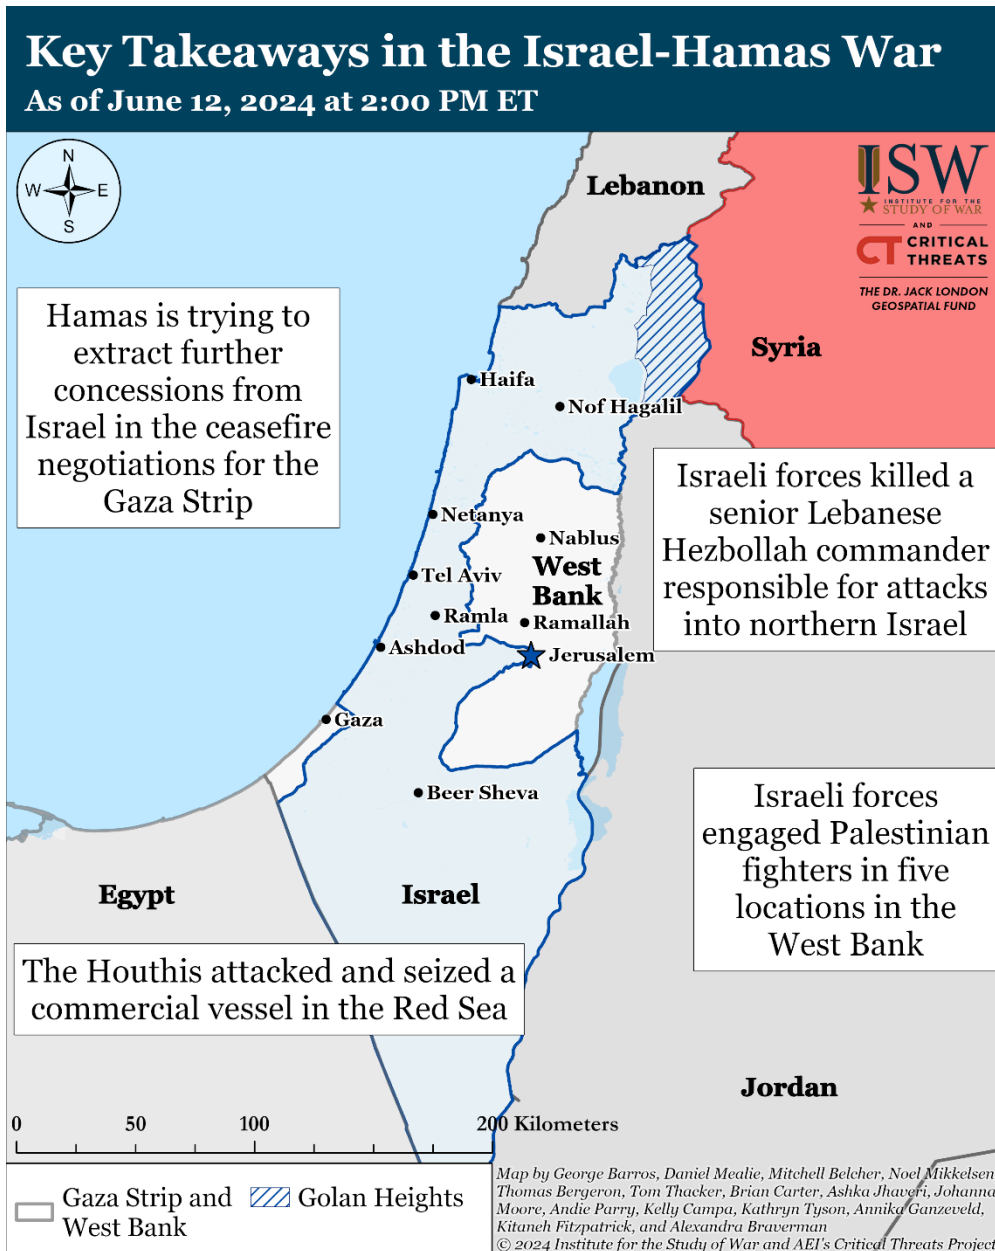 Key Takeaways in the Israel-Hamas War
As of June 12, 2024 at 2:00 PM ET
N
W E
S
ISW
INSTITUTE FOR THE
STUDY OF WAR
AND
CT CRITICAL
THREATS
THE DR. JACK LONDON
GEOSPATIAL FUND
Lebanon
Syria
Hamas is trying to
extract further
concessions from
Israel in the ceasefire
negotiations for the
Gaza Strip
Haifa
Nof Hagalil
Israeli forces killed a
senior Lebanese
Hezbollah commander
responsible for attacks
into northern Israel
Netanya
Nablus
West
Bank
Tel Aviv
Ramla
Ramallah
Ashdod
Jerusalem
Gaza
Beer Sheva
Israeli forces
engaged Palestinian
fighters in five
locations in the
West Bank
Egypt
Israel
The Houthis attacked and seized a
commercial vessel in the Red Sea
Jordan
0 50 100 200 Kilometers
Gaza Strip and
West Bank
Golan Heights
Map by George Barros, Daniel Mealie, Mitchell Belcher, Noel Mikkelsen,
Thomas Bergeron, Tom Thacker, Brian Carter, Ashka Jhaveri, Johanna
Moore, Andie Parry, Kelly Campa, Kathryn Tyson, Annika Ganzeveld,
Kitaneh Fitzpatrick, and Alexandra Braverman
© 2024 Institute for the Study of War and AEI's Critical Threats Project